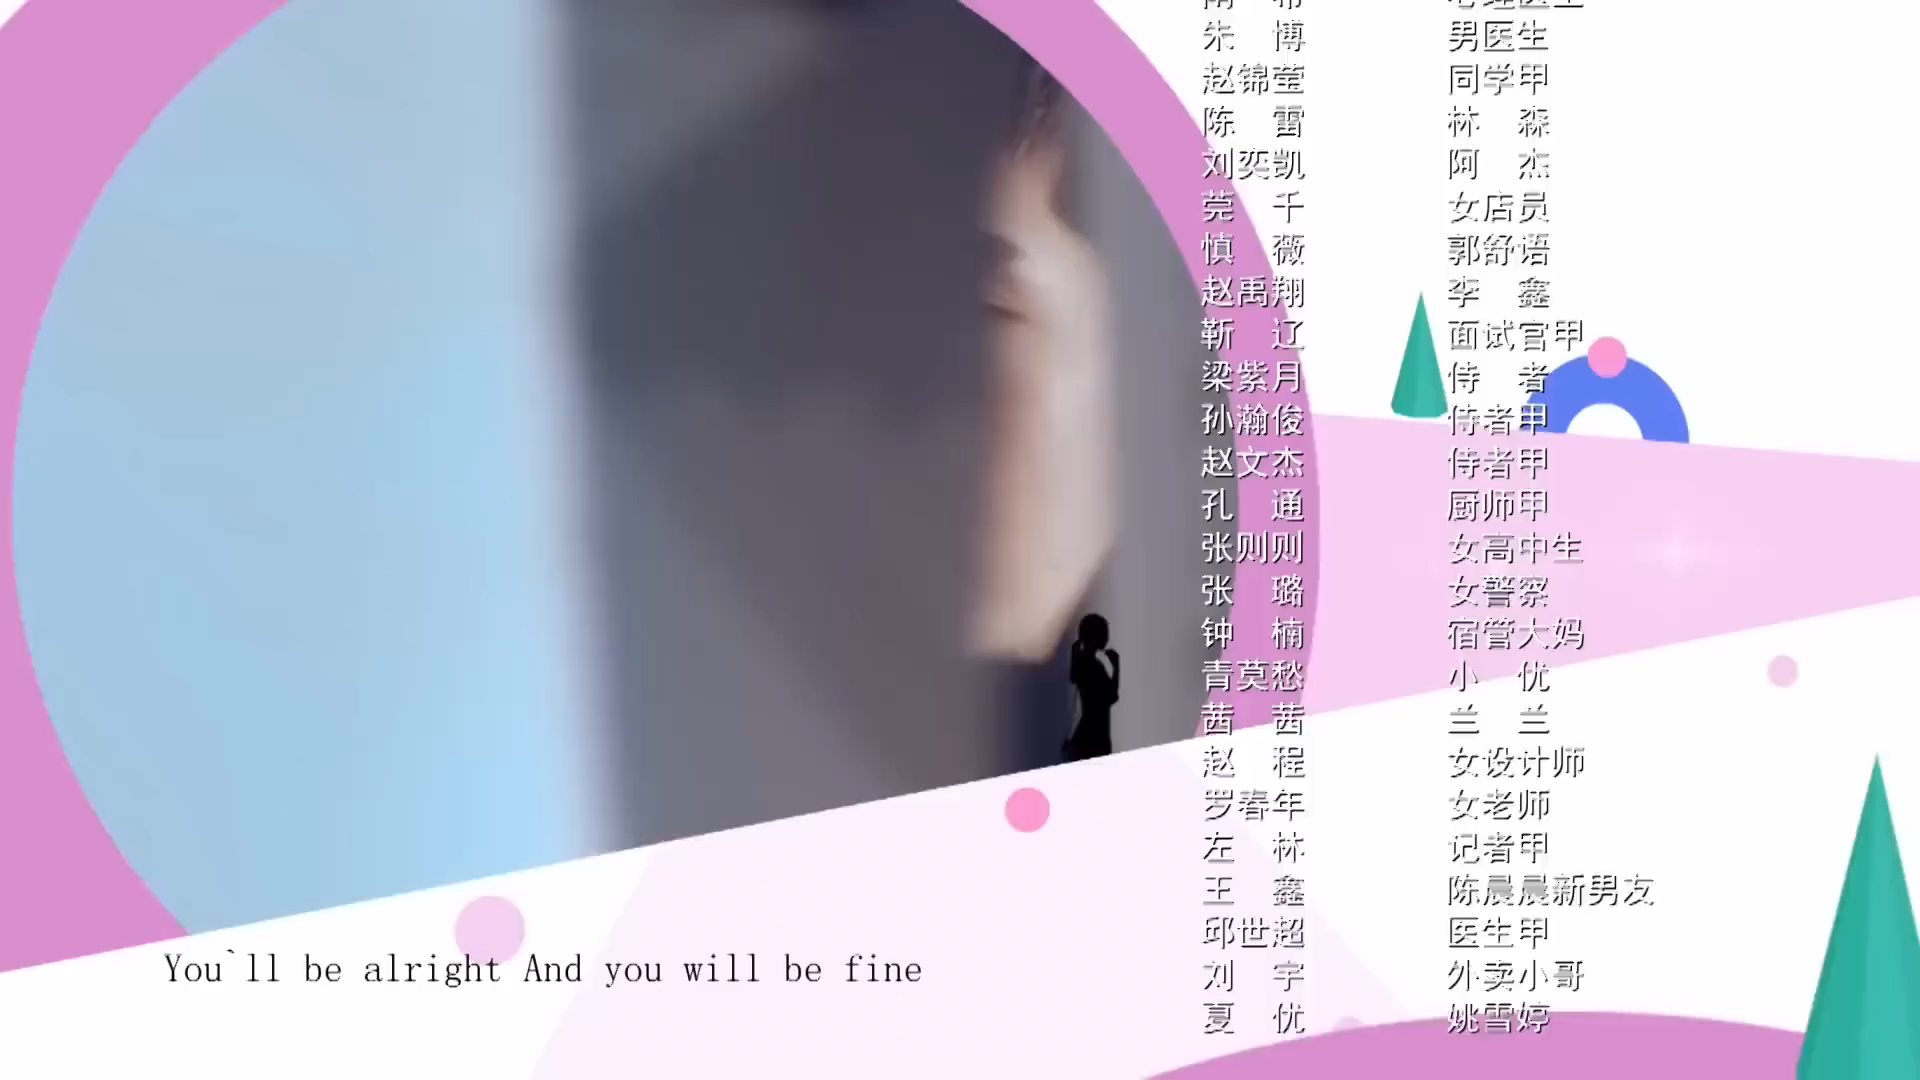 朱　博　男医生
赵锦莹　同学甲
陈　雷　林　森
刘奕凯　阿　杰
莞　千　女店员
慎　薇　郭舒语
赵禹翔　李　鑫
靳　辽　面试官甲
梁紫月　侍　者
孙瀚俊　侍者甲
赵文杰　侍者甲
孔　通　厨师甲
张则则　女高中生
张　璐　女警察
钟　楠　宿管大妈
青莫愁　小　优
茜　茜　兰　兰
赵　程　女设计师
罗春年　女老师
左　林　记者甲
王　鑫　陈晨晨新男友
邱世超　医生甲
刘　宇　外卖小哥
夏　优　姚雪婷
You`ll be alright And you will be fine